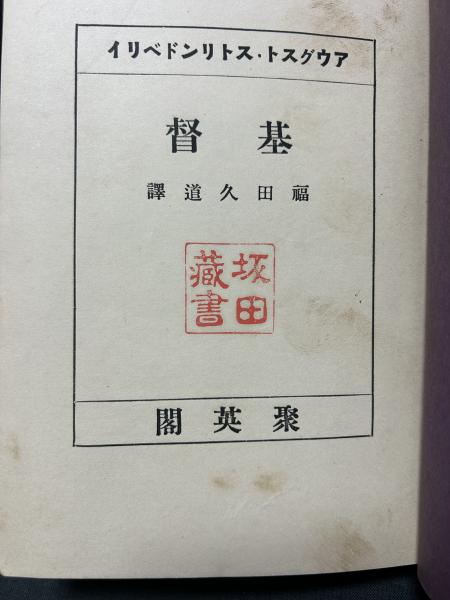 アウグスト・ストリンドベリイ
基督
福田久道譯
坂田
藏書
聚英閣